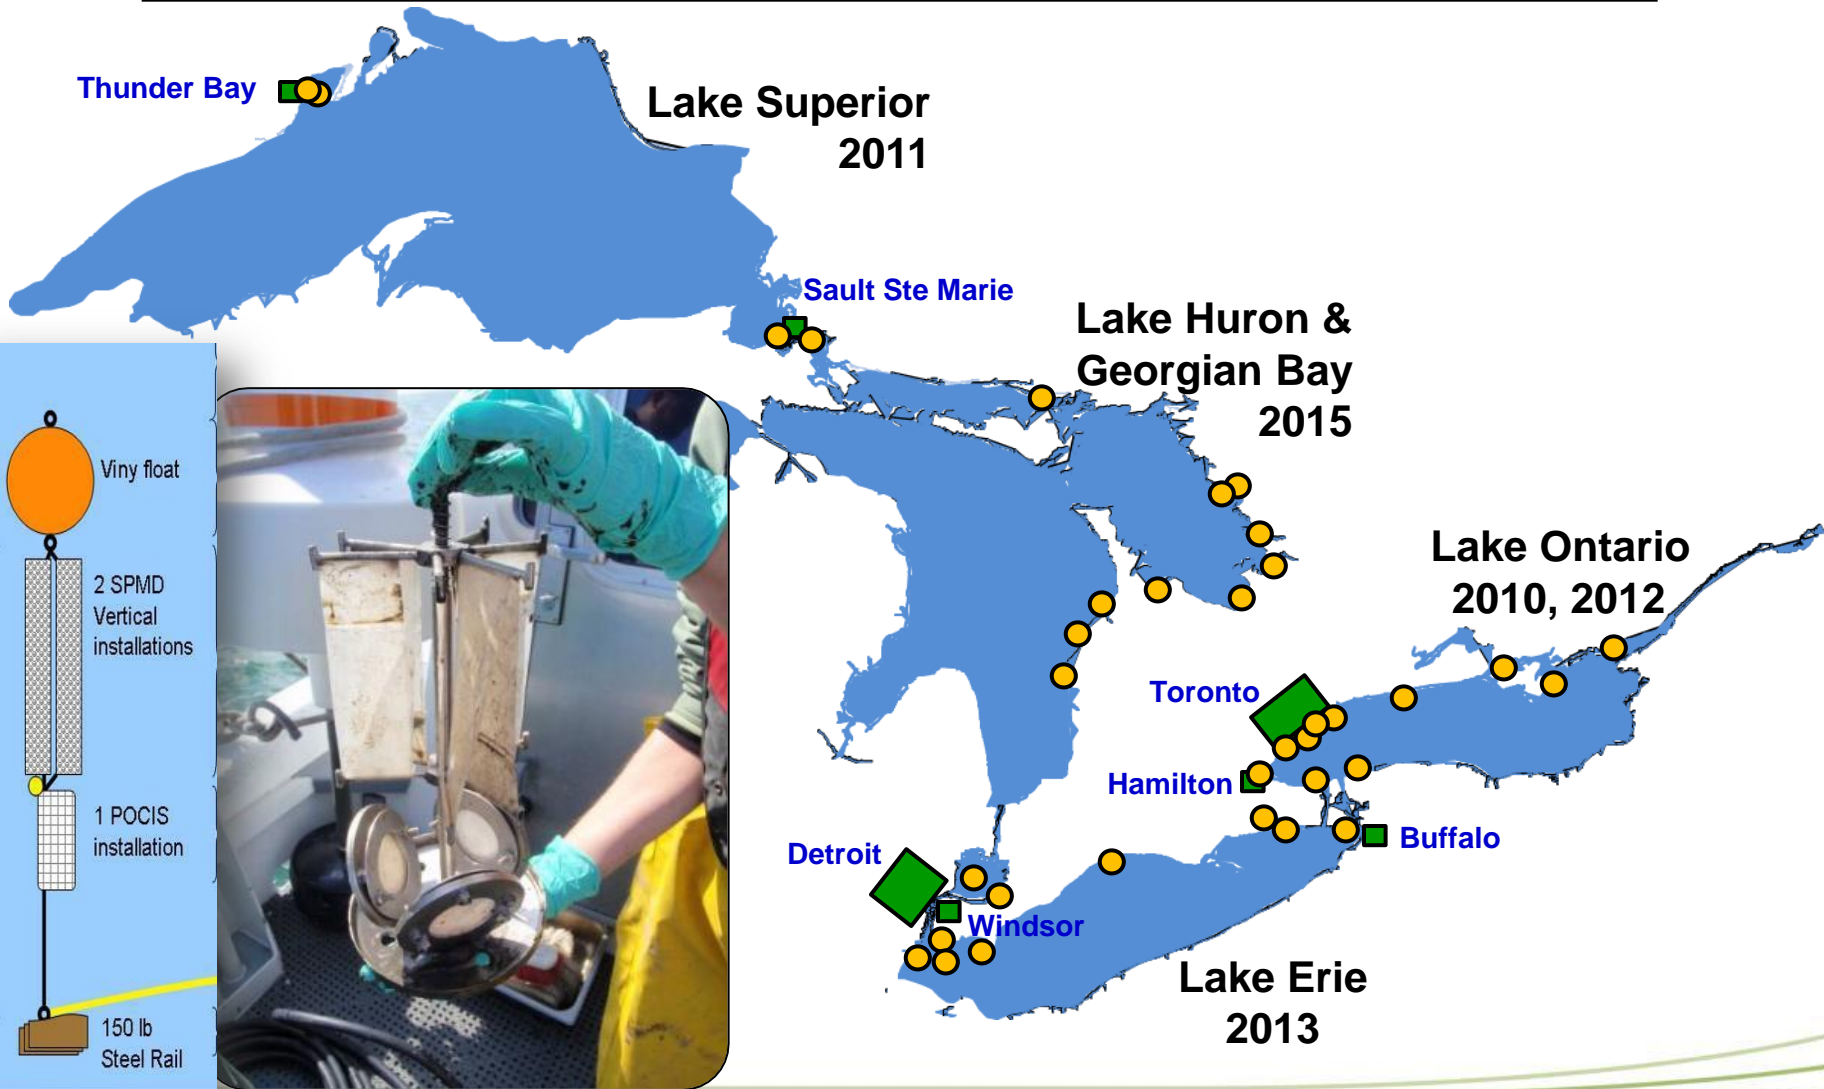 Thunder Bay
Lake Superior
2011
Sault Ste Marie
Lake Huron &
Georgian Bay
2015
Viny float
2 SPMD
Vertical
installations
1 POCIS
installation
150 lb
Steel Rail
Lake Ontario
2010, 2012
Toronto
Hamilton
Buffalo
Detroit
Windsor
Lake Erie
2013